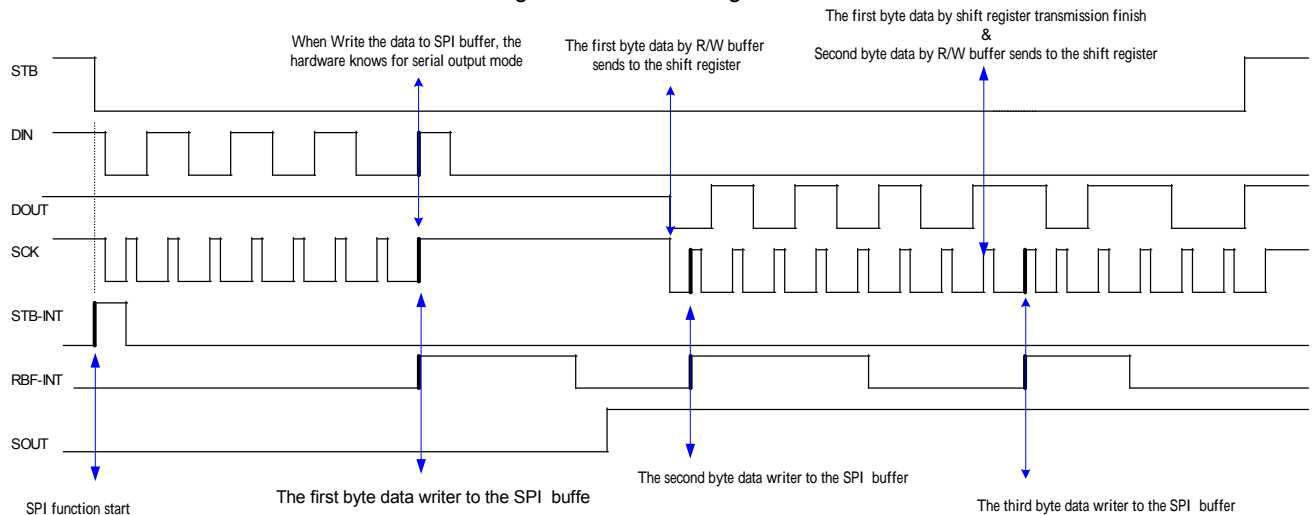 The first byte data by shift register transmission finish
&
Second byte data by R/W buffer sends to the shift register
When Write the data to SPI buffer, the
hardware knows for serial output mode
The first byte data by R/W buffer
sends to the shift register
STB
DIN
DOUT
SCK
STB-INT
RBF-INT
SOUT
SPI function start
The first byte data writer to the SPI buffe
The second byte data writer to the SPI buffer
The third byte data writer to the SPI buffer